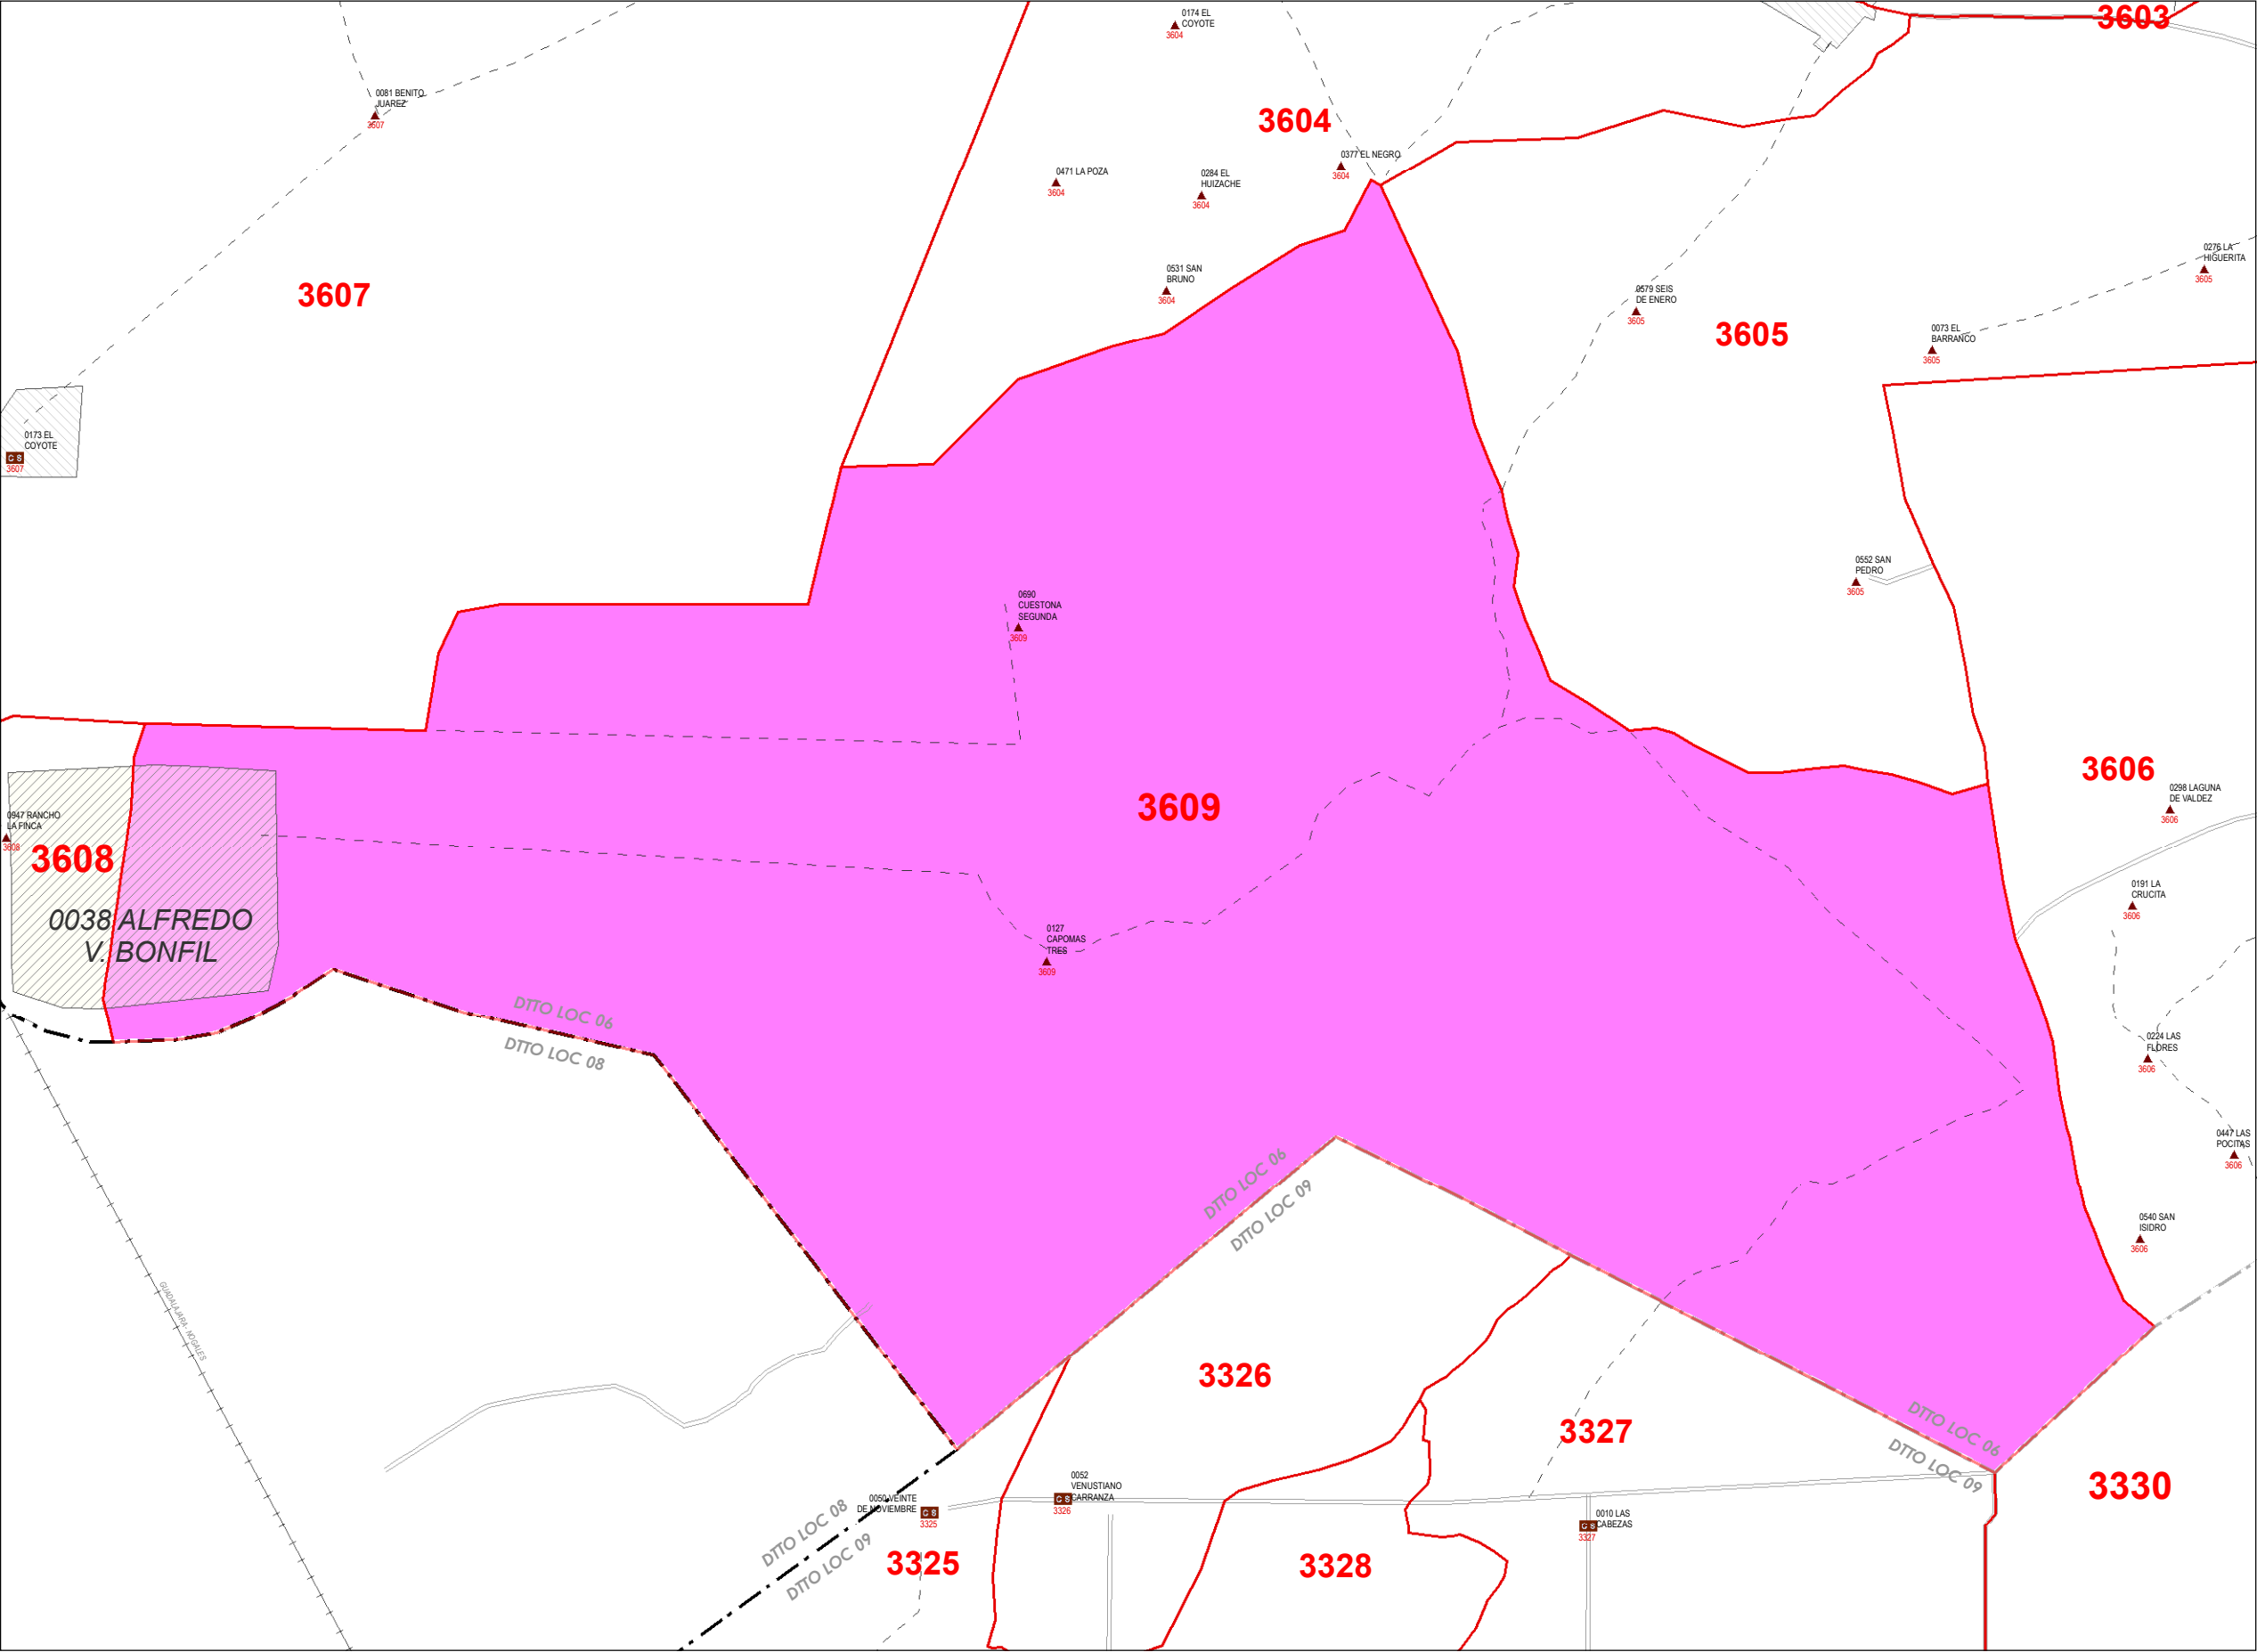 0174 EL
COYOTE
3604
3603
0081 BENITO
JUAREZ
3607
3604
0377 EL NEGRO
3604
0471 LA POZA
3604
0284 EL
HUIZACHE
3604
0276 LA
HIGUERITA
3605
0531 SAN
BRUNO
3604
3607
0579 SEIS
DE ENERO
3605
3605
0073 EL
BARRANCO
3605
0173 EL
COYOTE
C S
3607
0552 SAN
PEDRO
3605
0690
CUESTONA
SEGUNDA
3609
3606
0298 LAGUNA
DE VALDEZ
3606
3609
0947 RANCHO
LA FINCA
3608
3608
0191 LA
CRUCITA
3606
0038 ALFREDO
V. BONFIL
0127
CAPOMAS
TRES
3609
DTTO LOC 06
DTTO LOC 08
0224 LAS
FLORES
3606
0447 LAS
POCITAS
3606
DTTO LOC 06
DTTO LOC 09
0540 SAN
ISIDRO
3606
GUADALAJARA- NOGALES
3326
3327
DTTO LOC 06
DTTO LOC 09
3330
0052
VENUSTIANO
CARRANZA
C S
3326
0050 VEINTE
DE NOVIEMBRE
C S
3325
0010 LAS
CABEZAS
C S
3327
DTTO LOC 08
DTTO LOC 09
3325
3328